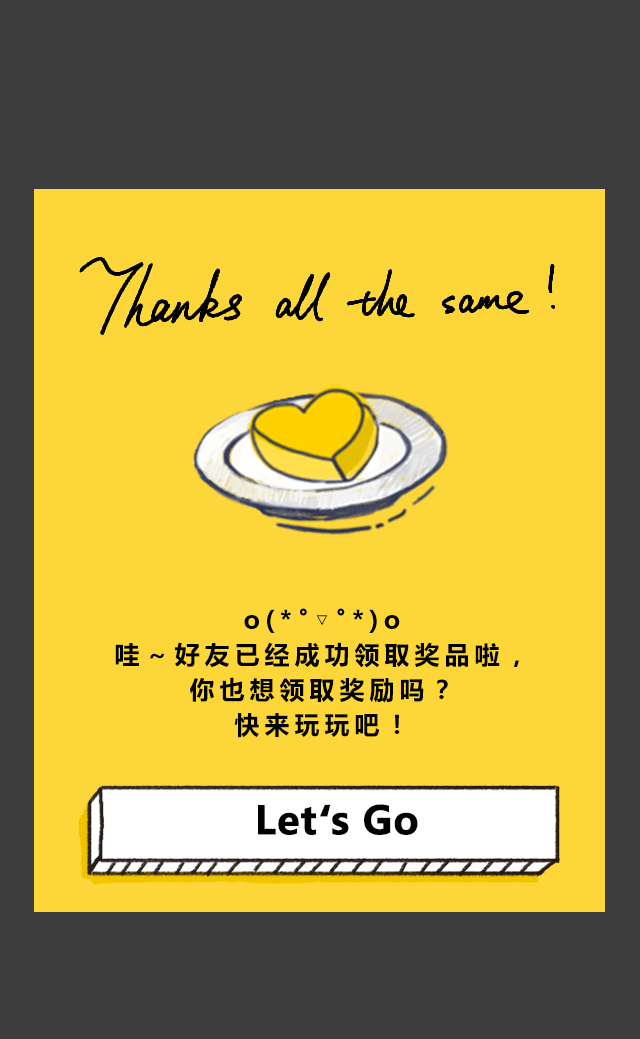 Thanks all the same!
o(*°▽°*)o
哇~好友已经成功领取奖品啦，
你也想领取奖励吗？
快来玩玩吧！
Let‘s Go